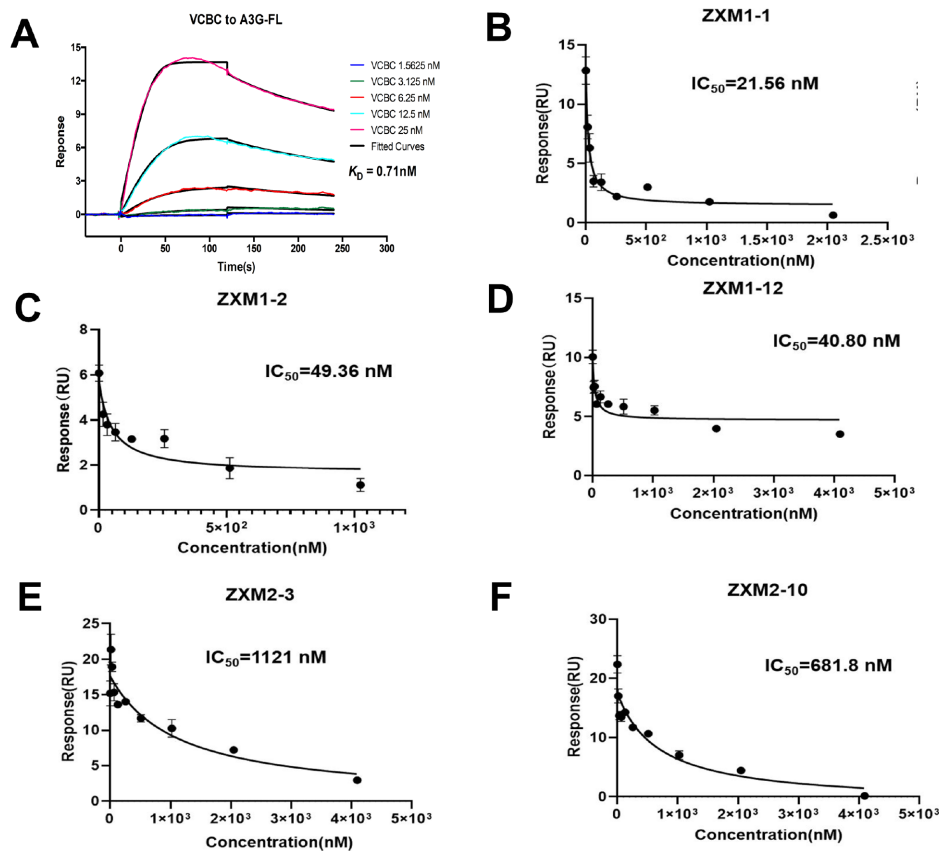 A
VCBC to A3G-FL
15
12
9
6
3
0
Reponse
0
50
100
150
200
250
300
Time(s)
VCBC 1.5625 nM
VCBC 3.125 nM
VCBC 6.25 nM
VCBC 12.5 nM
VCBC 25 nM
Fitted Curves
KD = 0.71nM
B
ZXM1-1
IC50=21.56 nM
15
10
5
0
Response(RU)
0
5×10²
1×10³
2×10³
2×10³
2.5×10³
Concentration(nM)
C
ZXM1-2
IC50=49.36 nM
8
6
4
2
0
Response(RU)
0
5×10²
1×10³
Concentration(nM)
D
ZXM1-12
IC50=40.80 nM
15
10
5
0
Response(RU)
0
1×10³
2×10³
3×10³
4×10³
5×10³
Concentration(nM)
E
ZXM2-3
IC50=1121 nM
25
20
15
10
5
0
Response(RU)
0
1×10³
2×10³
3×10³
4×10³
5×10³
Concentration(nM)
F
ZXM2-10
IC50=681.8 nM
30
20
10
0
Response(RU)
0
1×10³
2×10³
3×10³
4×10³
5×10³
Concentration(nM)